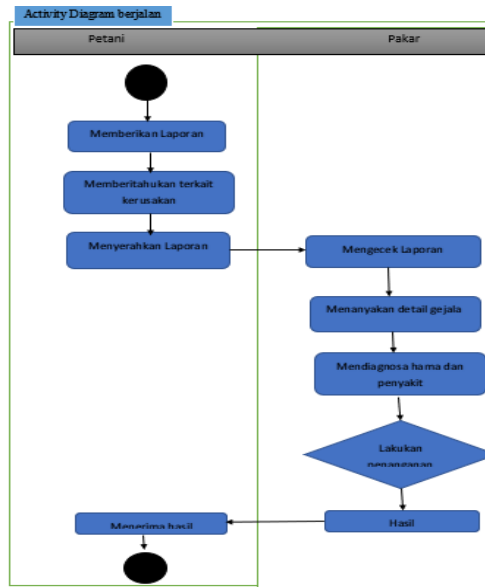 Activity Diagram berjalan
Petani
Pakar
Memberikan Laporan
Memberitahukan terkait
kerusakan
Menyerahkan Laporan
Mengecek Laporan
Menanyakan detail gejala
Mendiagnosa hama dan
penyakit
Lakukan
penanganan
Hasil
Menerima hasil